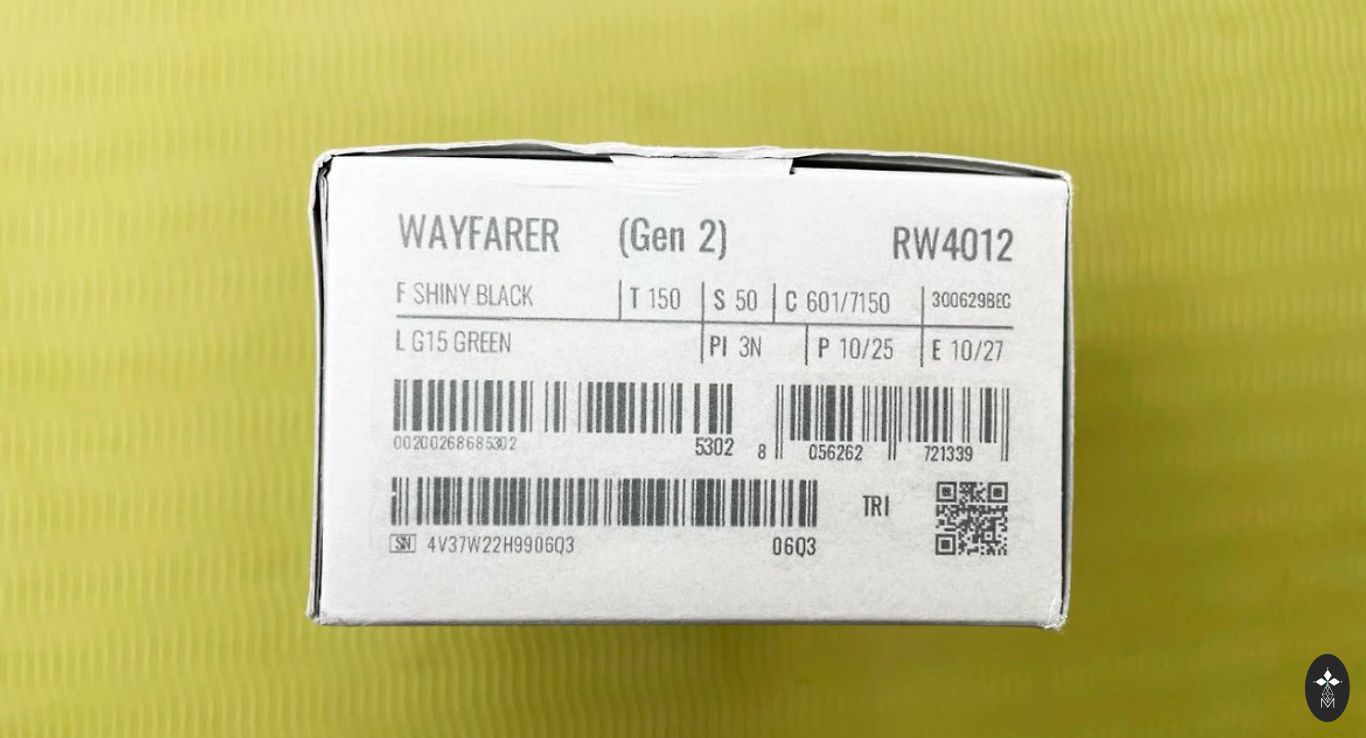 WAYFARER (Gen 2) RW4012
F SHINY BLACK T 150 S 50 C 601/7150 300629BEC
L G15 GREEN PI 3N P 10/25 E 10/27
00200268685302 5302 8 056262 721339
TRI
SN 4V37W22H9906Q3 06Q3
M